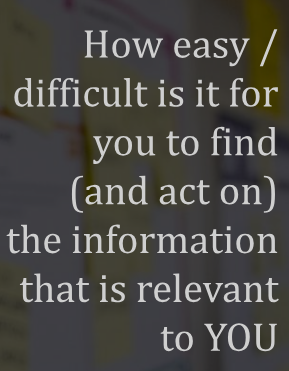 How easy /
difficult is it for
you to find
(and act on)
the information
that is relevant
to YOU